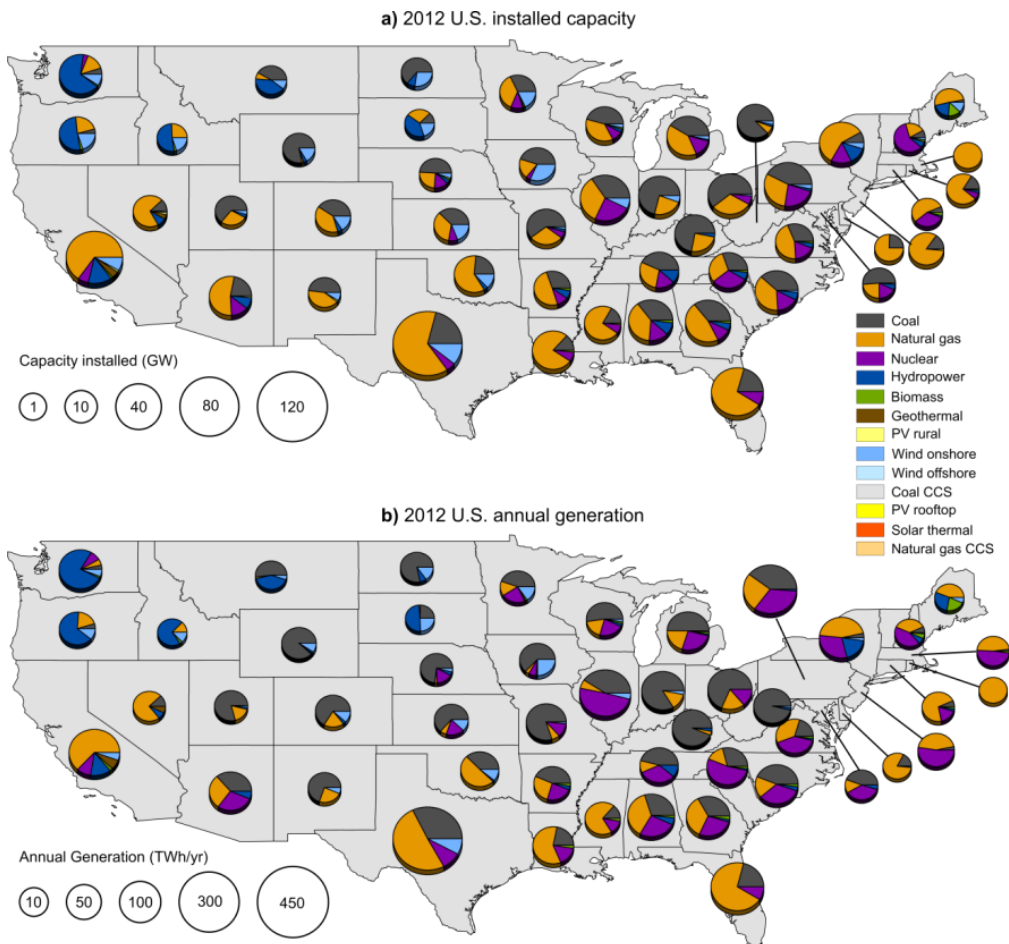 a) 2012 U.S. installed capacity
Capacity installed (GW)
1 10 40 80 120
Coal
Natural gas
Nuclear
Hydropower
Biomass
Geothermal
PV rural
Wind onshore
Wind offshore
Coal CCS
PV rooftop
Solar thermal
Natural gas CCS
b) 2012 U.S. annual generation
Annual Generation (TWh/yr)
10 50 100 300 450